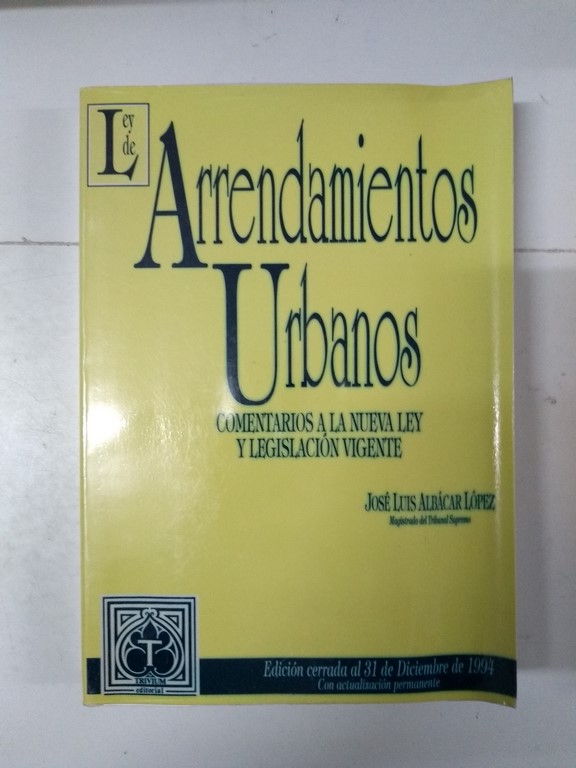 Ley
de
Arrendamientos
Urbanos
COMENTARIOS A LA NUEVA LEY
Y LEGISLACIÓN VIGENTE
JOSÉ LUIS ALBÁCAR LÓPEZ
Magistrado del Tribunal Supremo
T
TRIVIUM
editorial
Edición cerrada al 31 de Diciembre de 1994
Con actualización permanente